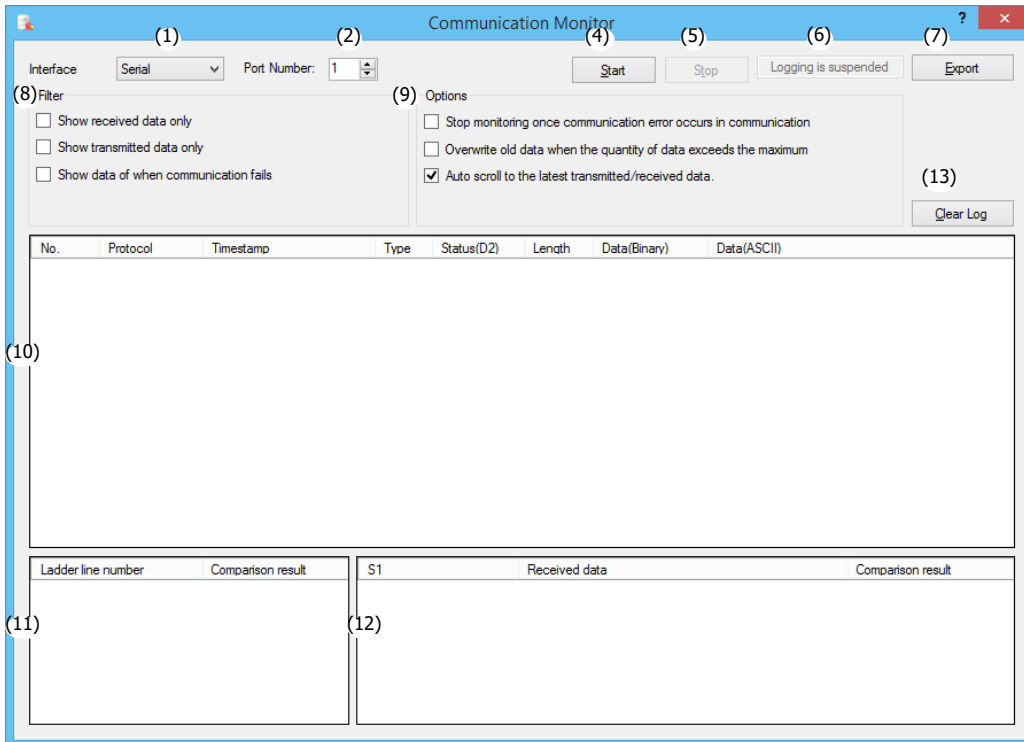 Communication Monitor ? ×
(1) (2) (4) (5) (6) (7)
Interface Serial Port Number: 1 Start Stop Logging is suspended Export
(8) Filter (9) Options
Show received data only
Stop monitoring once communication error occurs in communication
Show transmitted data only
Overwrite old data when the quantity of data exceeds the maximum
Show data of when communication fails
Auto scroll to the latest transmitted/received data.
(13)
Clear Log
No. Protocol Timestamp Type Status(D2) Length Data(Binary) Data(ASCII)
(10)
Ladder line number Comparison result S1 Received data Comparison result
(11) (12)